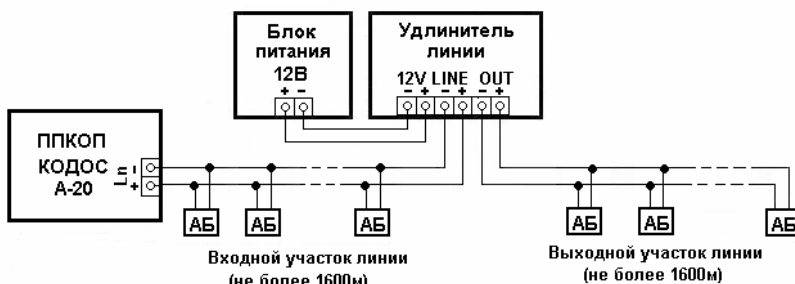 Блок
питания
12В
+ −
Удлинитель
линии
12V LINE OUT
− + − + − +
ППКОП
КОДОС
А-20
Ln
-
+
АБ АБ АБ АБ АБ АБ
Входной участок линии
(не более 1600м)
Выходной участок линии
(не более 1600м)